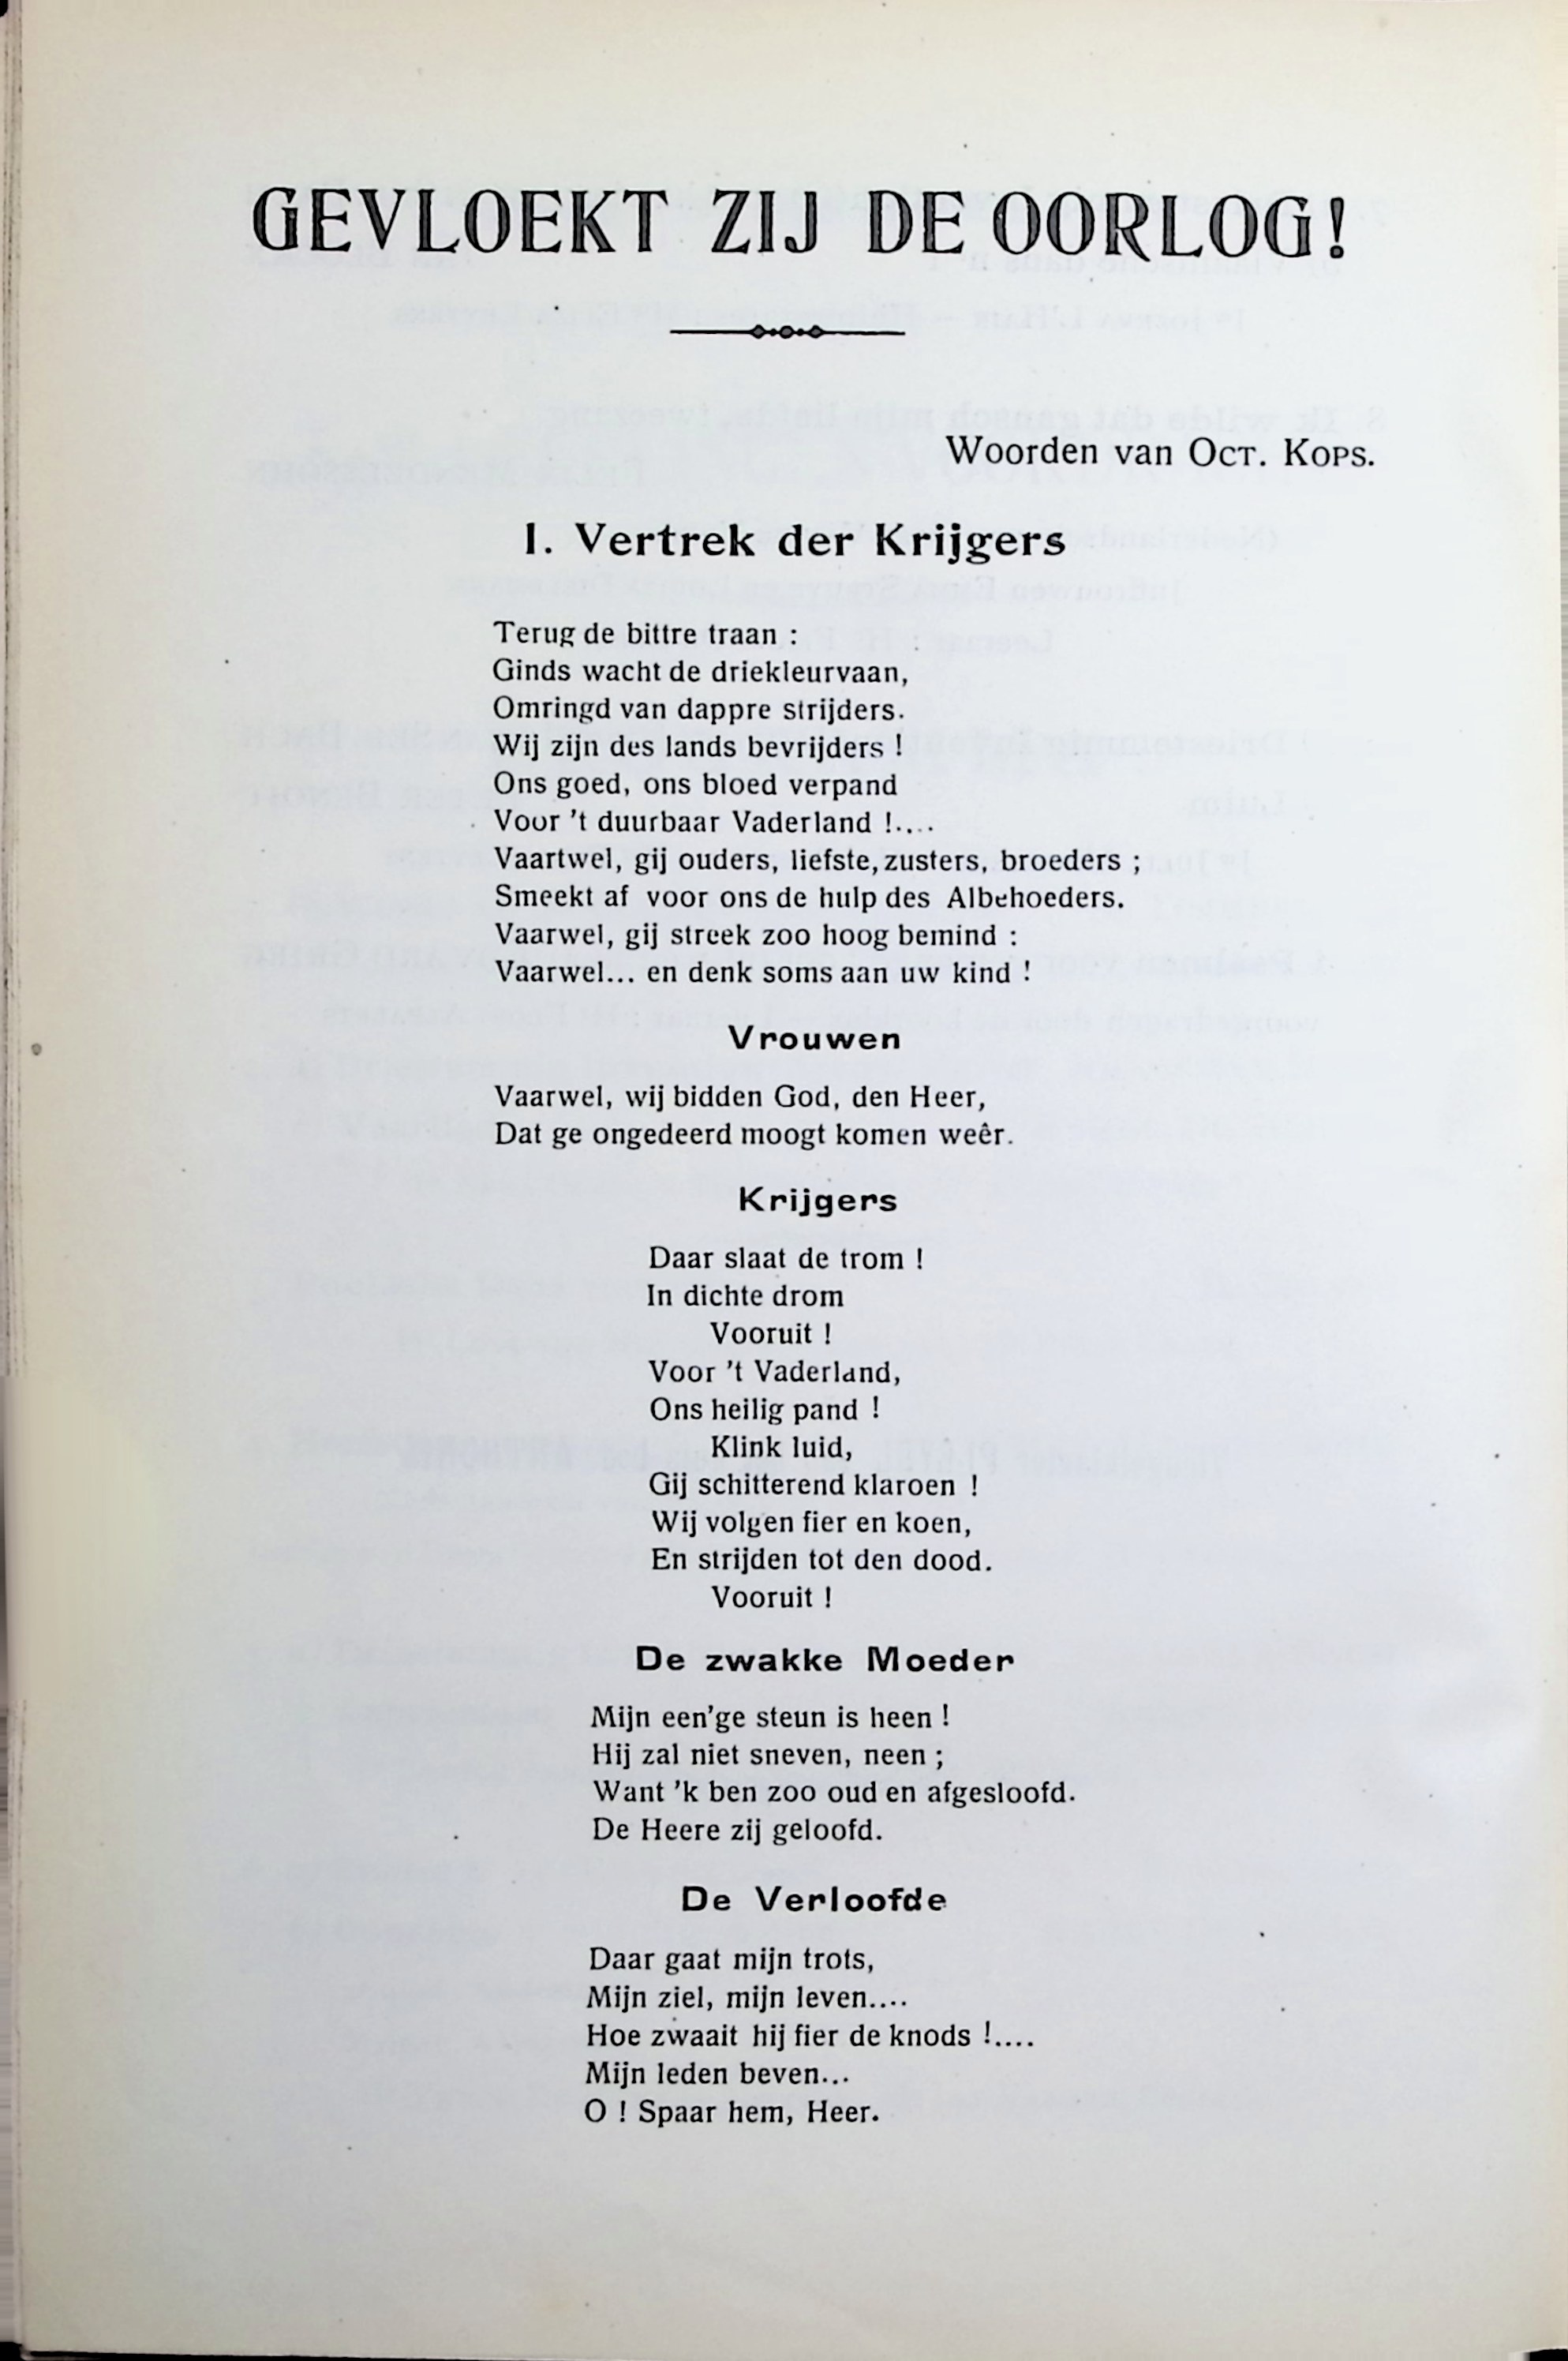 GEVLOEKT ZIJ DE OORLOG!
Woorden van OCT. KOPS.
I. Vertrek der Krijgers
Terug de bittre traan :
Ginds wacht de driekleurvaan,
Omringd van dappre strijders.
Wij zijn des lands bevrijders !
Ons goed, ons bloed verpand
Voor 't duurbaar Vaderland !....
Vaartwel, gij ouders, liefste, zusters, broeders ;
Smeekt af voor ons de hulp des Albehoeders.
Vaarwel, gij streek zoo hoog bemind :
Vaarwel... en denk soms aan uw kind !
Vrouwen
Vaarwel, wij bidden God, den Heer,
Dat ge ongedeerd moogt komen weêr.
Krijgers
Daar slaat de trom !
In dichte drom
Vooruit !
Voor 't Vaderland,
Ons heilig pand !
Klink luid,
Gij schitterend klaroen !
Wij volgen fier en koen,
En strijden tot den dood.
Vooruit !
De zwakke Moeder
Mijn een'ge steun is heen !
Hij zal niet sneven, neen ;
Want 'k ben zoo oud en afgesloofd.
De Heere zij geloofd.
De Verloofde
Daar gaat mijn trots,
Mijn ziel, mijn leven....
Hoe zwaait hij fier de knods !....
Mijn leden beven...
O ! Spaar hem, Heer.